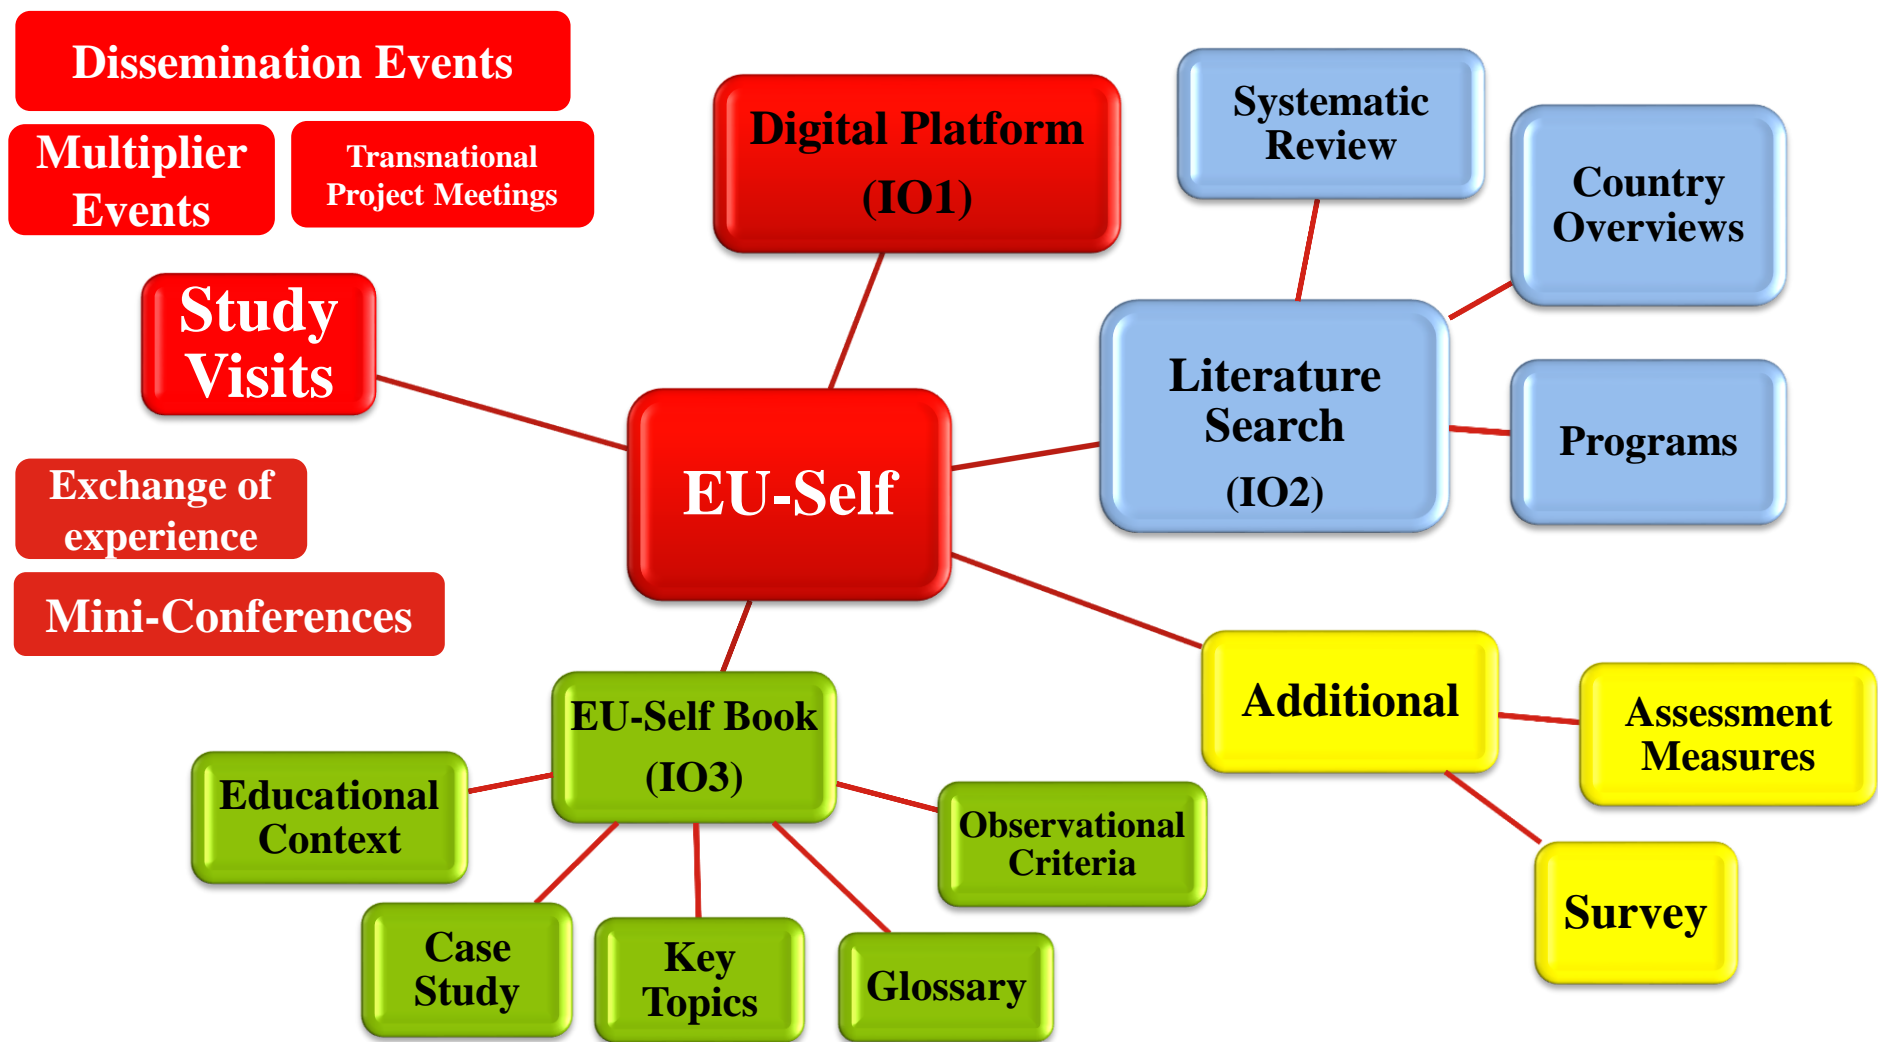 Dissemination Events
Multiplier
Events
Transnational
Project Meetings
Digital Platform
(IO1)
Systematic
Review
Country
Overviews
Study
Visits
Literature
Search
(IO2)
Programs
EU-Self
Exchange of
experience
Mini-Conferences
Additional
Assessment
Measures
Survey
EU-Self Book
(IO3)
Educational
Context
Observational
Criteria
Case
Study
Key
Topics
Glossary